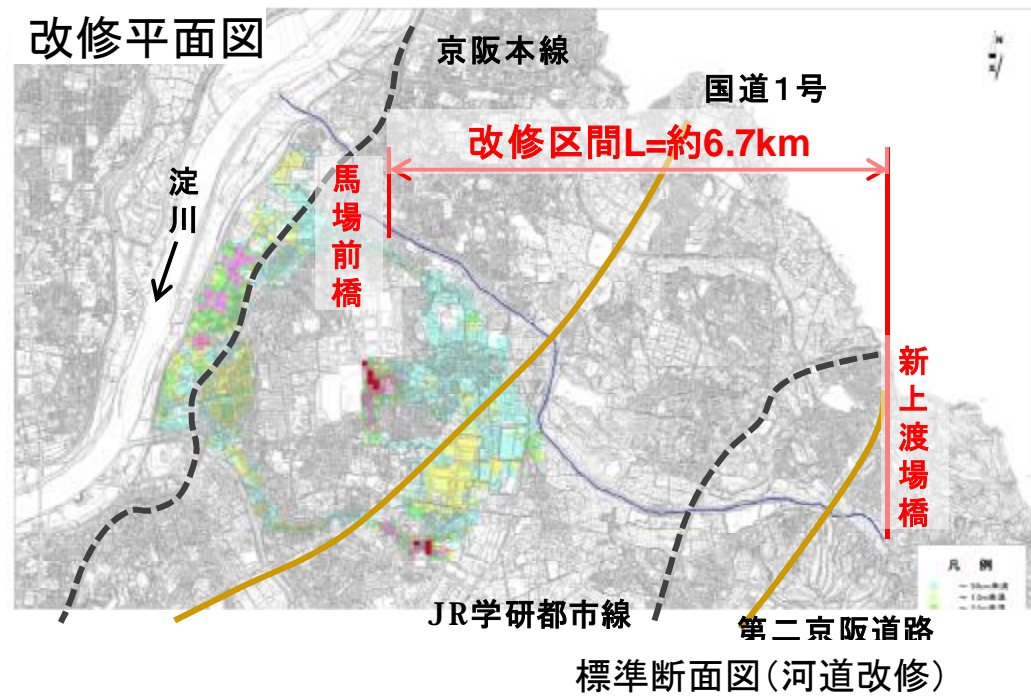 改修平面図
京阪本線
国道1号
改修区間L=約6.7km
淀川
馬場前橋
新上渡場橋
凡 例
JR学研都市線
第二京阪道路
標準断面図(河道改修)